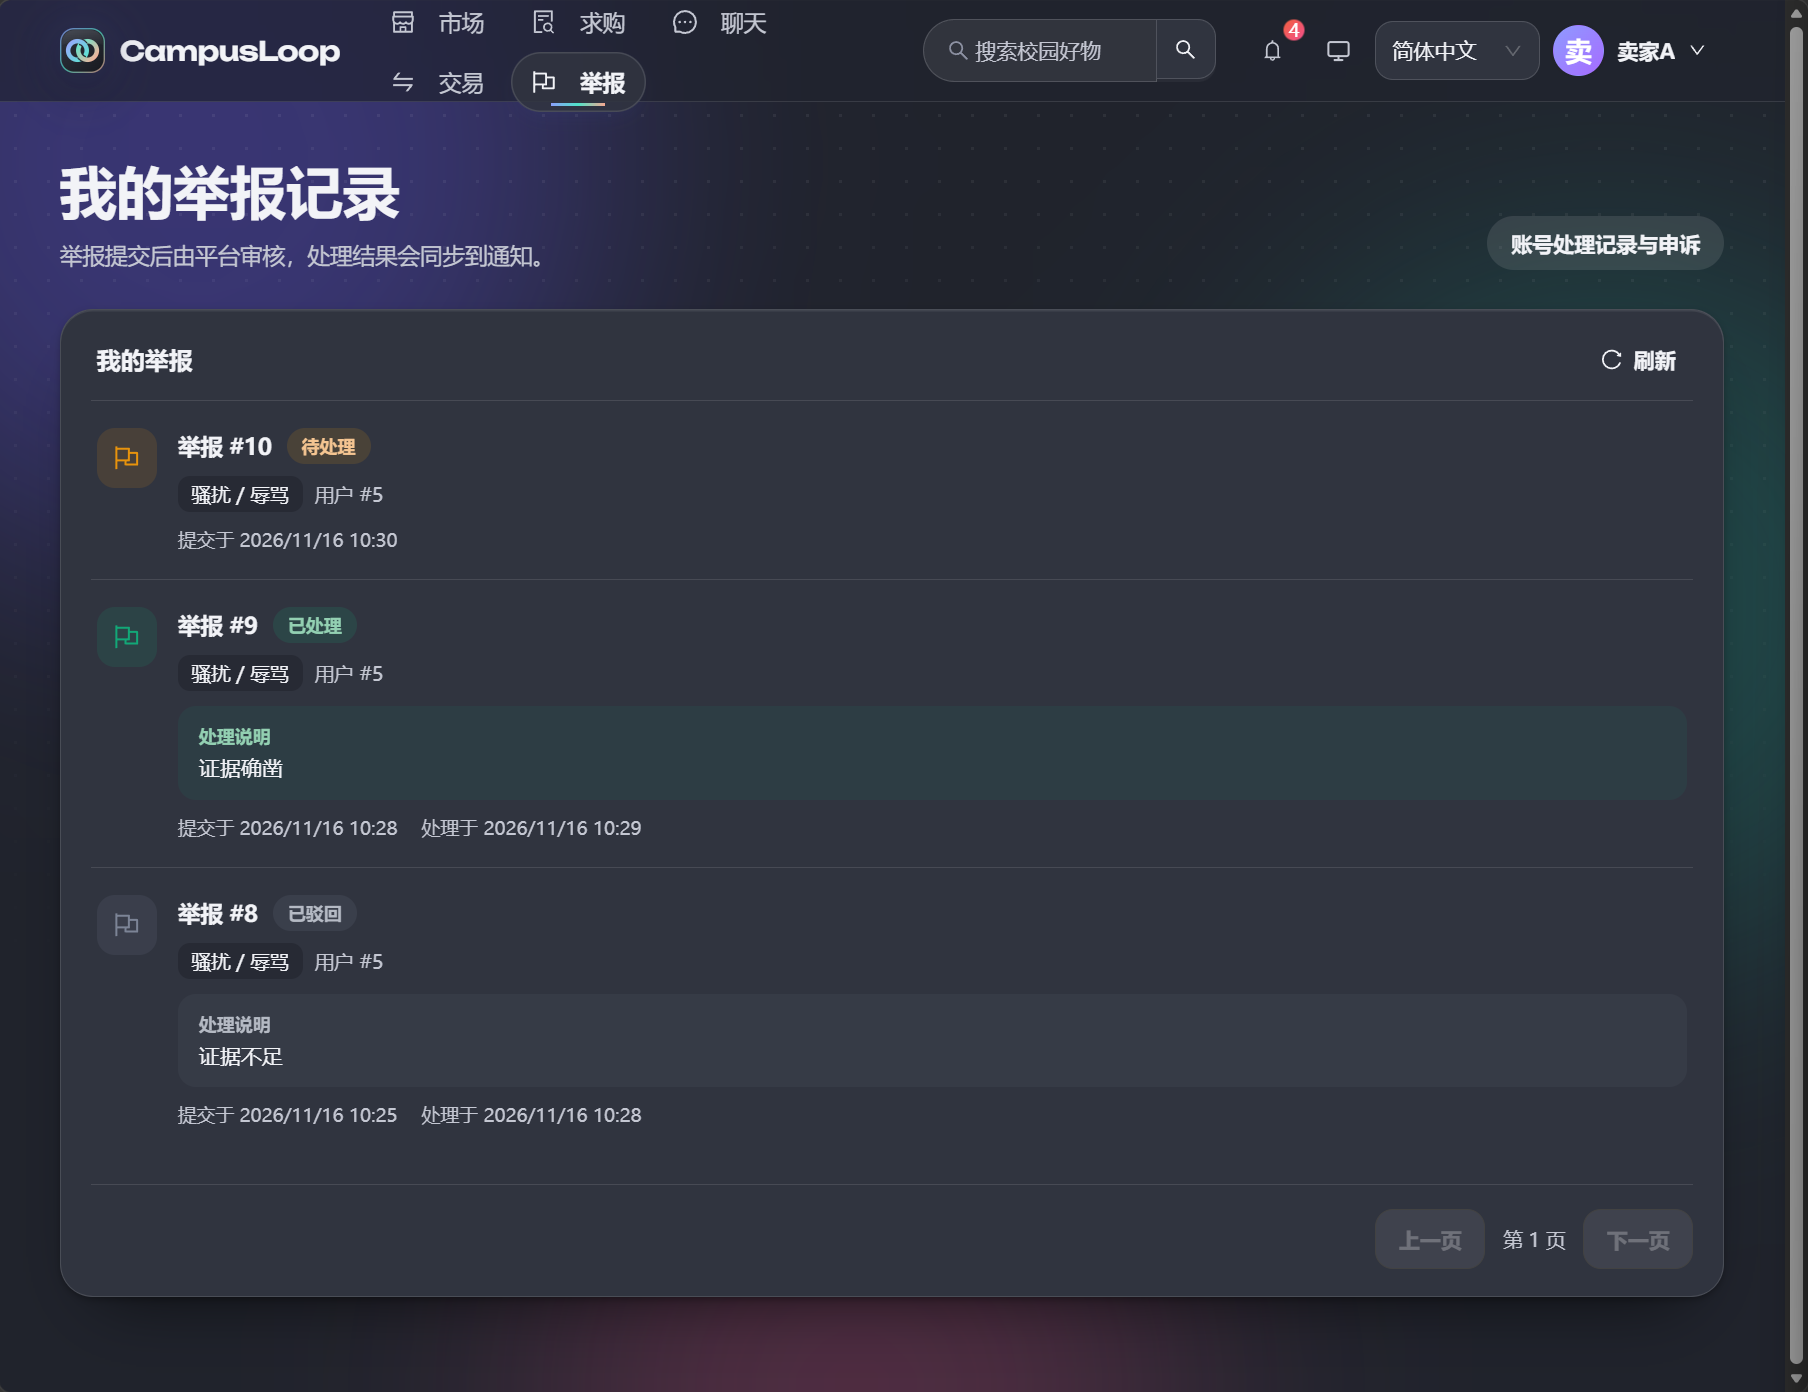 CampusLoop
市场
求购
聊天
交易
举报
搜索校园好物
4
简体中文
卖
卖家A
我的举报记录
举报提交后由平台审核，处理结果会同步到通知。
账号处理记录与申诉
我的举报
刷新
举报 #10 待处理
骚扰 / 辱骂 用户 #5
提交于 2026/11/16 10:30
举报 #9 已处理
骚扰 / 辱骂 用户 #5
处理说明
证据确凿
提交于 2026/11/16 10:28 处理于 2026/11/16 10:29
举报 #8 已驳回
骚扰 / 辱骂 用户 #5
处理说明
证据不足
提交于 2026/11/16 10:25 处理于 2026/11/16 10:28
上一页 第 1 页 下一页